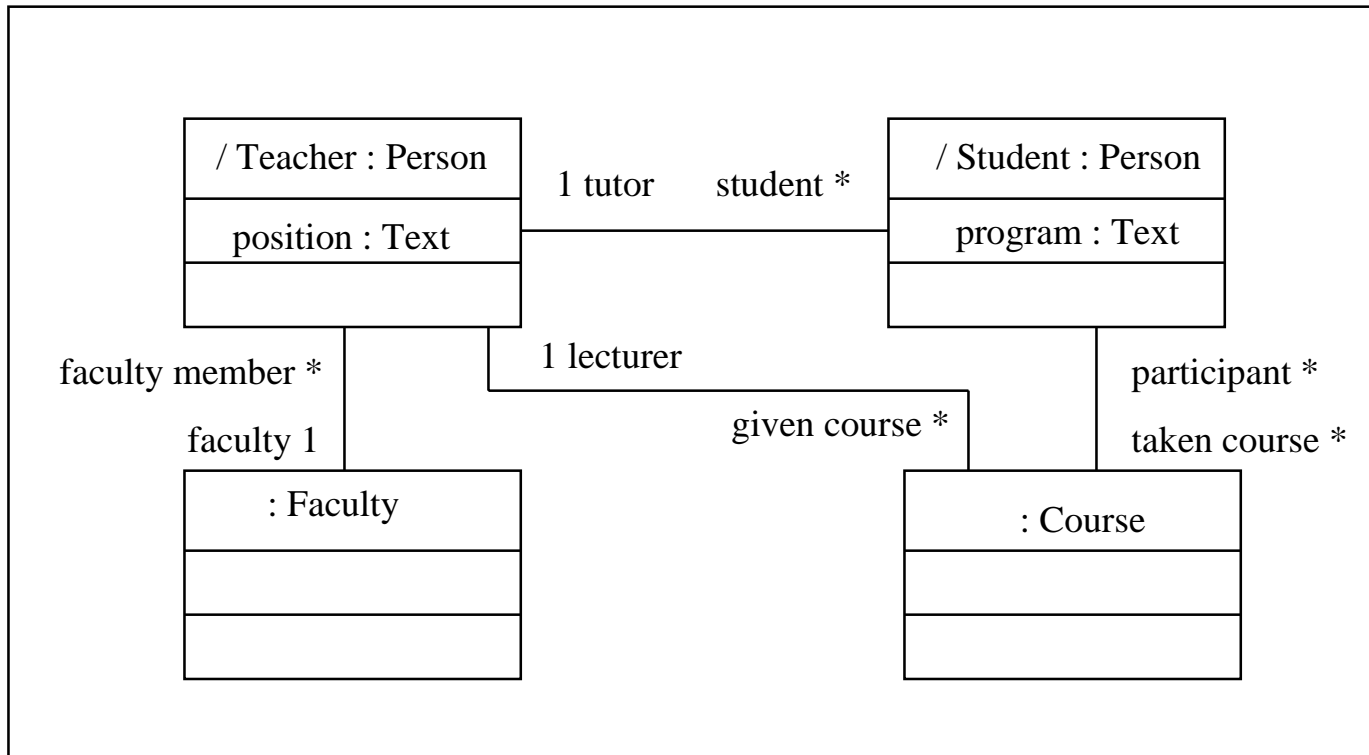 / Teacher : Person
position : Text
1 tutor
student *
/ Student : Person
program : Text
faculty member *
faculty 1
1 lecturer
given course *
participant *
taken course *
: Faculty
: Course